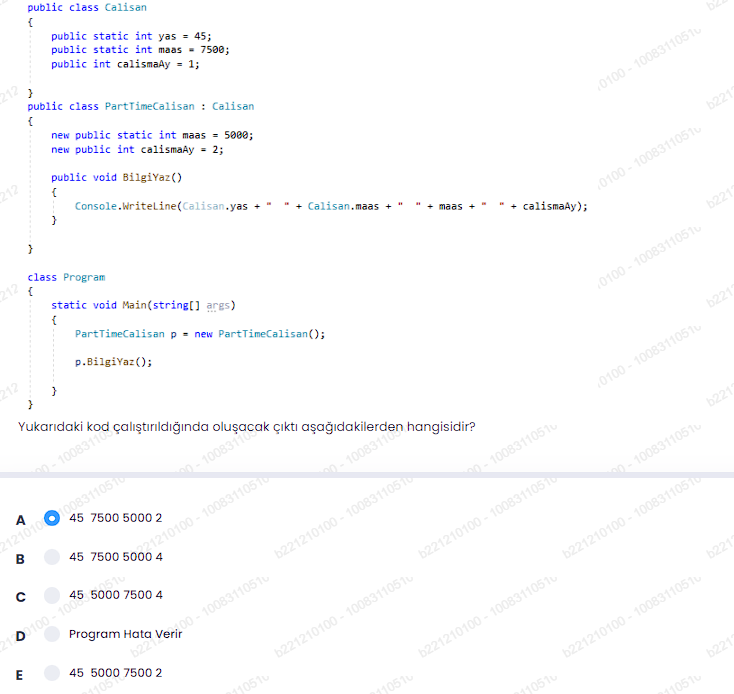 public class Calisan
{
public static int yas = 45;
public static int maas = 7500;
public int calismaAy = 1;
}
public class PartTimeCalisan : Calisan
{
new public static int maas = 5000;
new public int calismaAy = 2;
public void BilgiYaz()
{
Console.WriteLine(Calisan.yas + "  " + Calisan.maas + "  " + maas + "  " + calismaAy);
}
}
class Program
{
static void Main(string[] args)
{
PartTimeCalisan p = new PartTimeCalisan();
p.BilgiYaz();
}
}
Yukarıdaki kod çalıştırıldığında oluşacak çıktı aşağıdakilerden hangisidir?
A 45 7500 5000 2
B 45 7500 5000 4
C 45 5000 7500 4
D Program Hata Verir
E 45 5000 7500 2